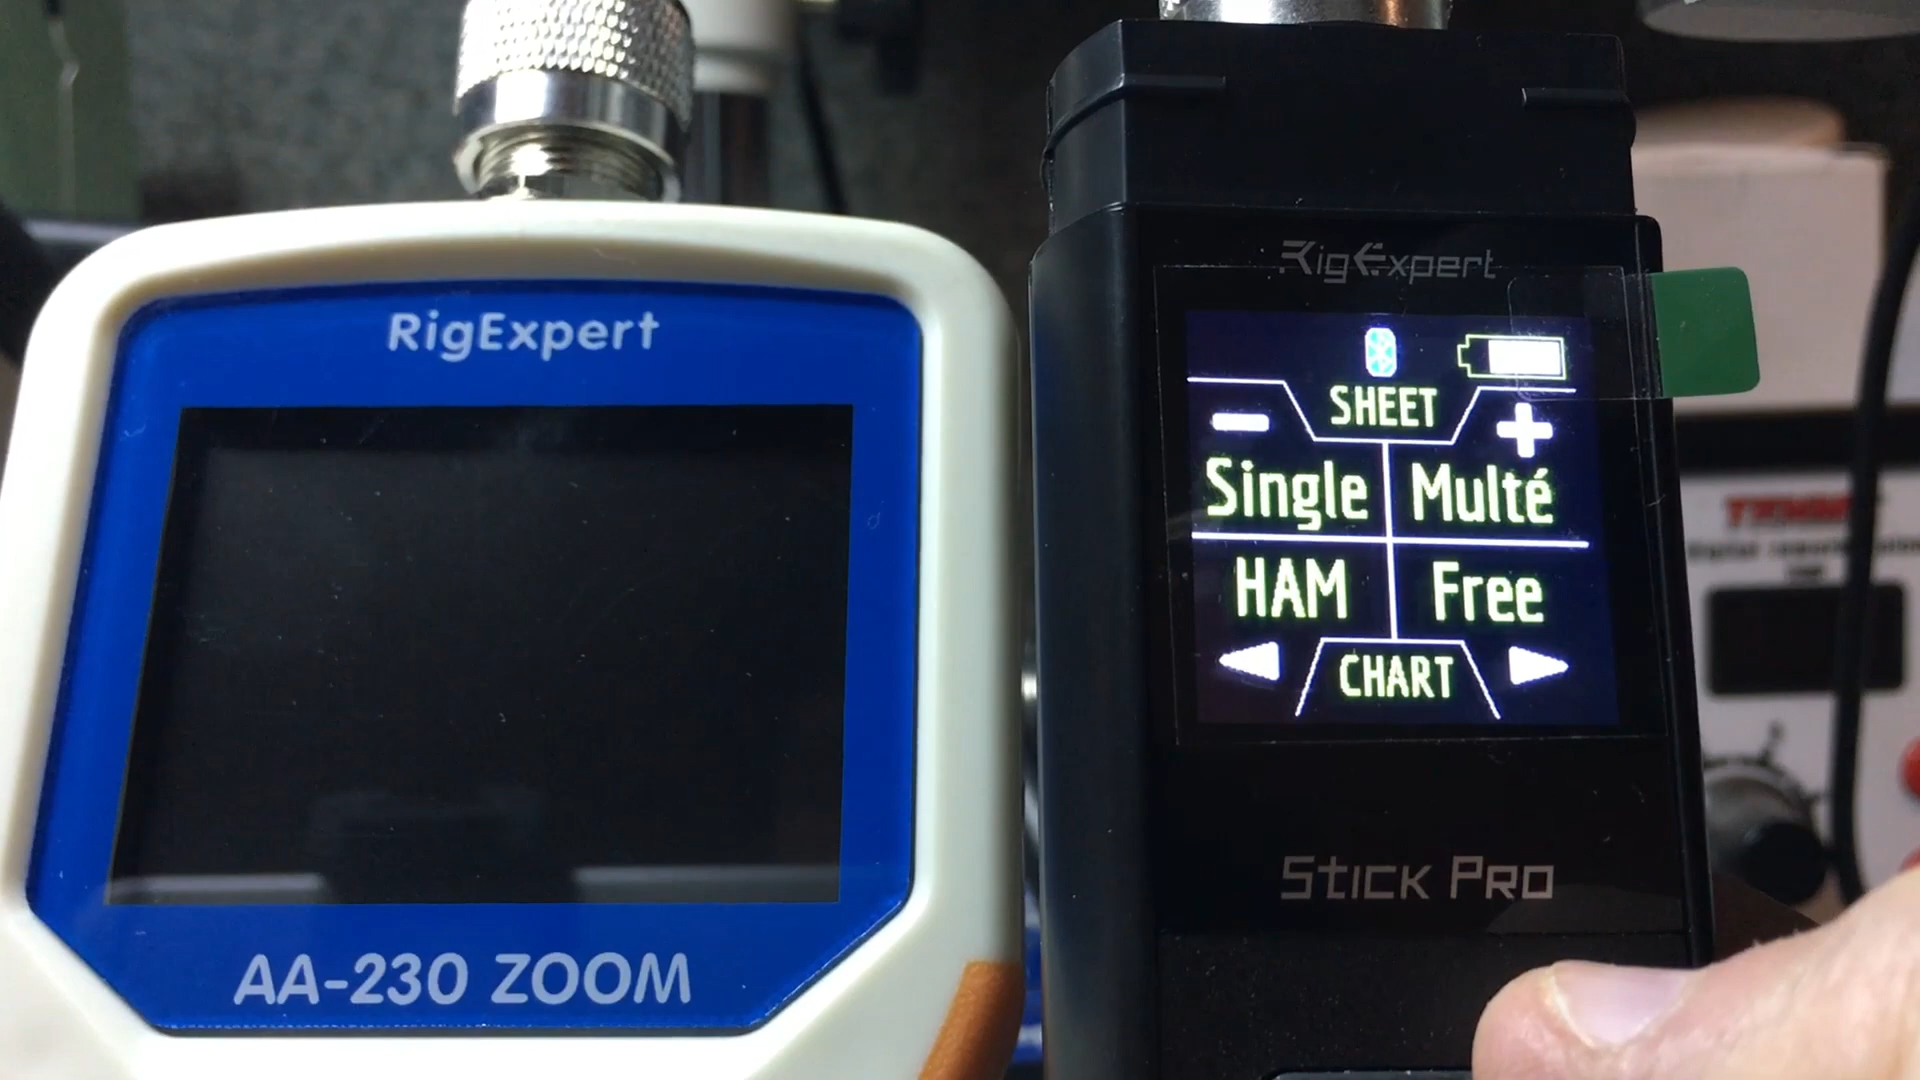 RigExpert
AA-230 ZOOM
RigExpert
SHEET
- +
Single Multé
HAM Free
CHART
Stick Pro